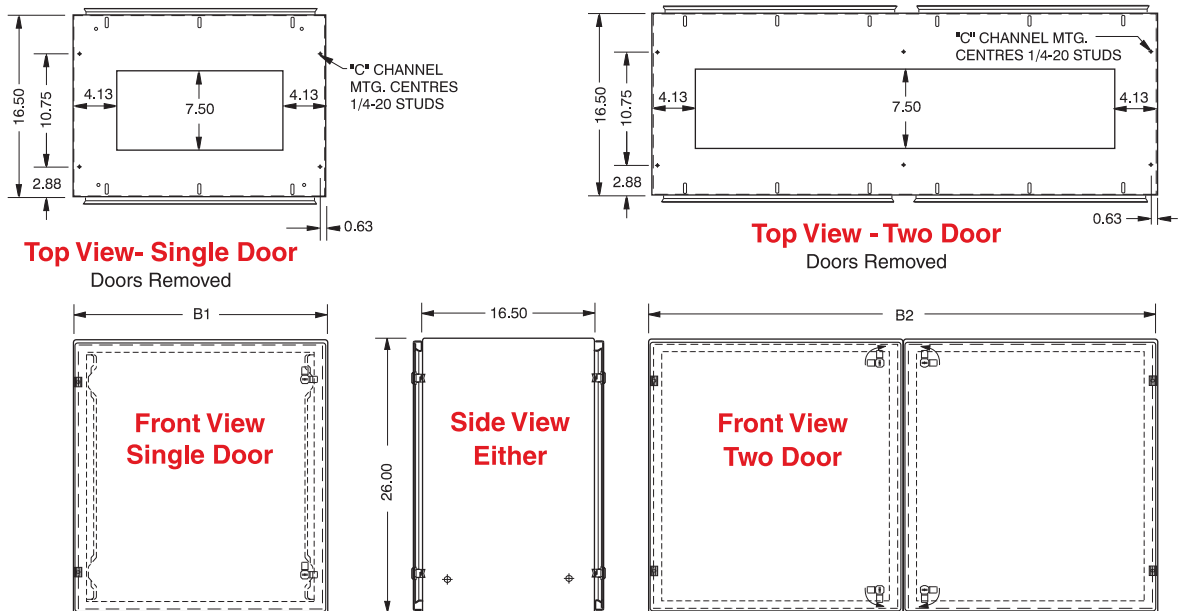 16.50
10.75
2.88
4.13
7.50
4.13
"C" CHANNEL
MTG. CENTRES
1/4-20 STUDS
0.63
Top View- Single Door
Doors Removed
16.50
10.75
2.88
4.13
7.50
4.13
"C" CHANNEL MTG.
CENTRES 1/4-20 STUDS
0.63
Top View - Two Door
Doors Removed
B1
Front View
Single Door
16.50
26.00
Side View
Either
B2
Front View
Two Door